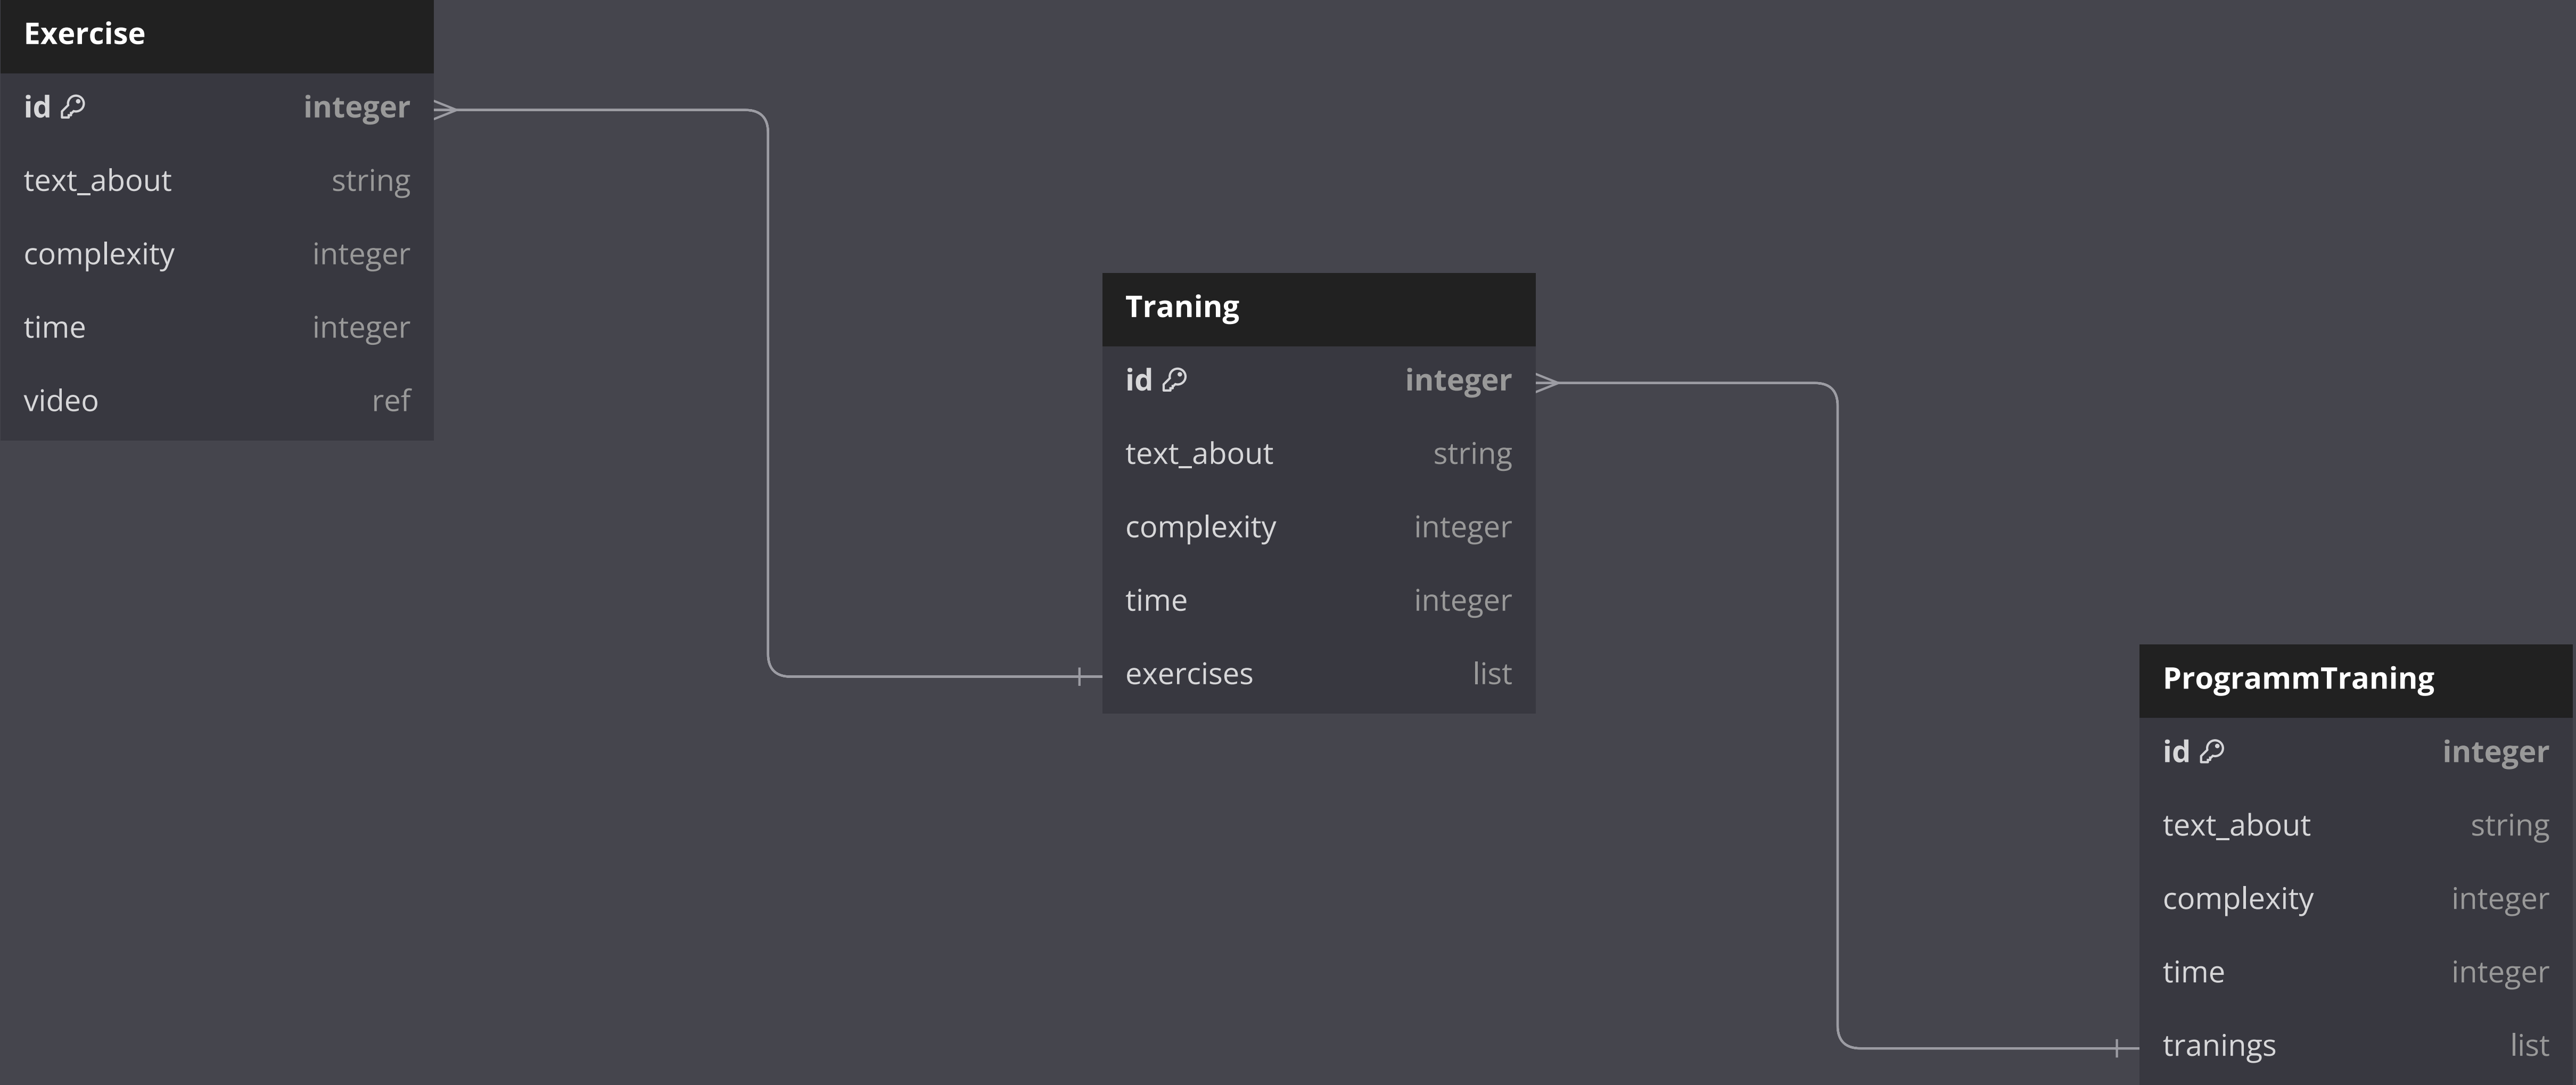 Exercise
id integer
text_about string
complexity integer
time integer
video ref
Traning
id integer
text_about string
complexity integer
time integer
exercises list
ProgrammTraning
id integer
text_about string
complexity integer
time integer
tranings list